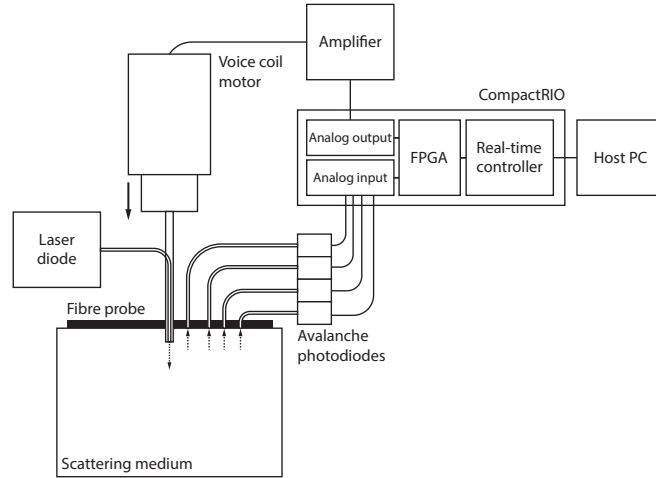 Amplifier
Voice coil
motor
CompactRIO
Analog output
Analog input
FPGA
Real-time
controller
Host PC
Laser
diode
Fibre probe
Avalanche
photodiodes
Scattering medium